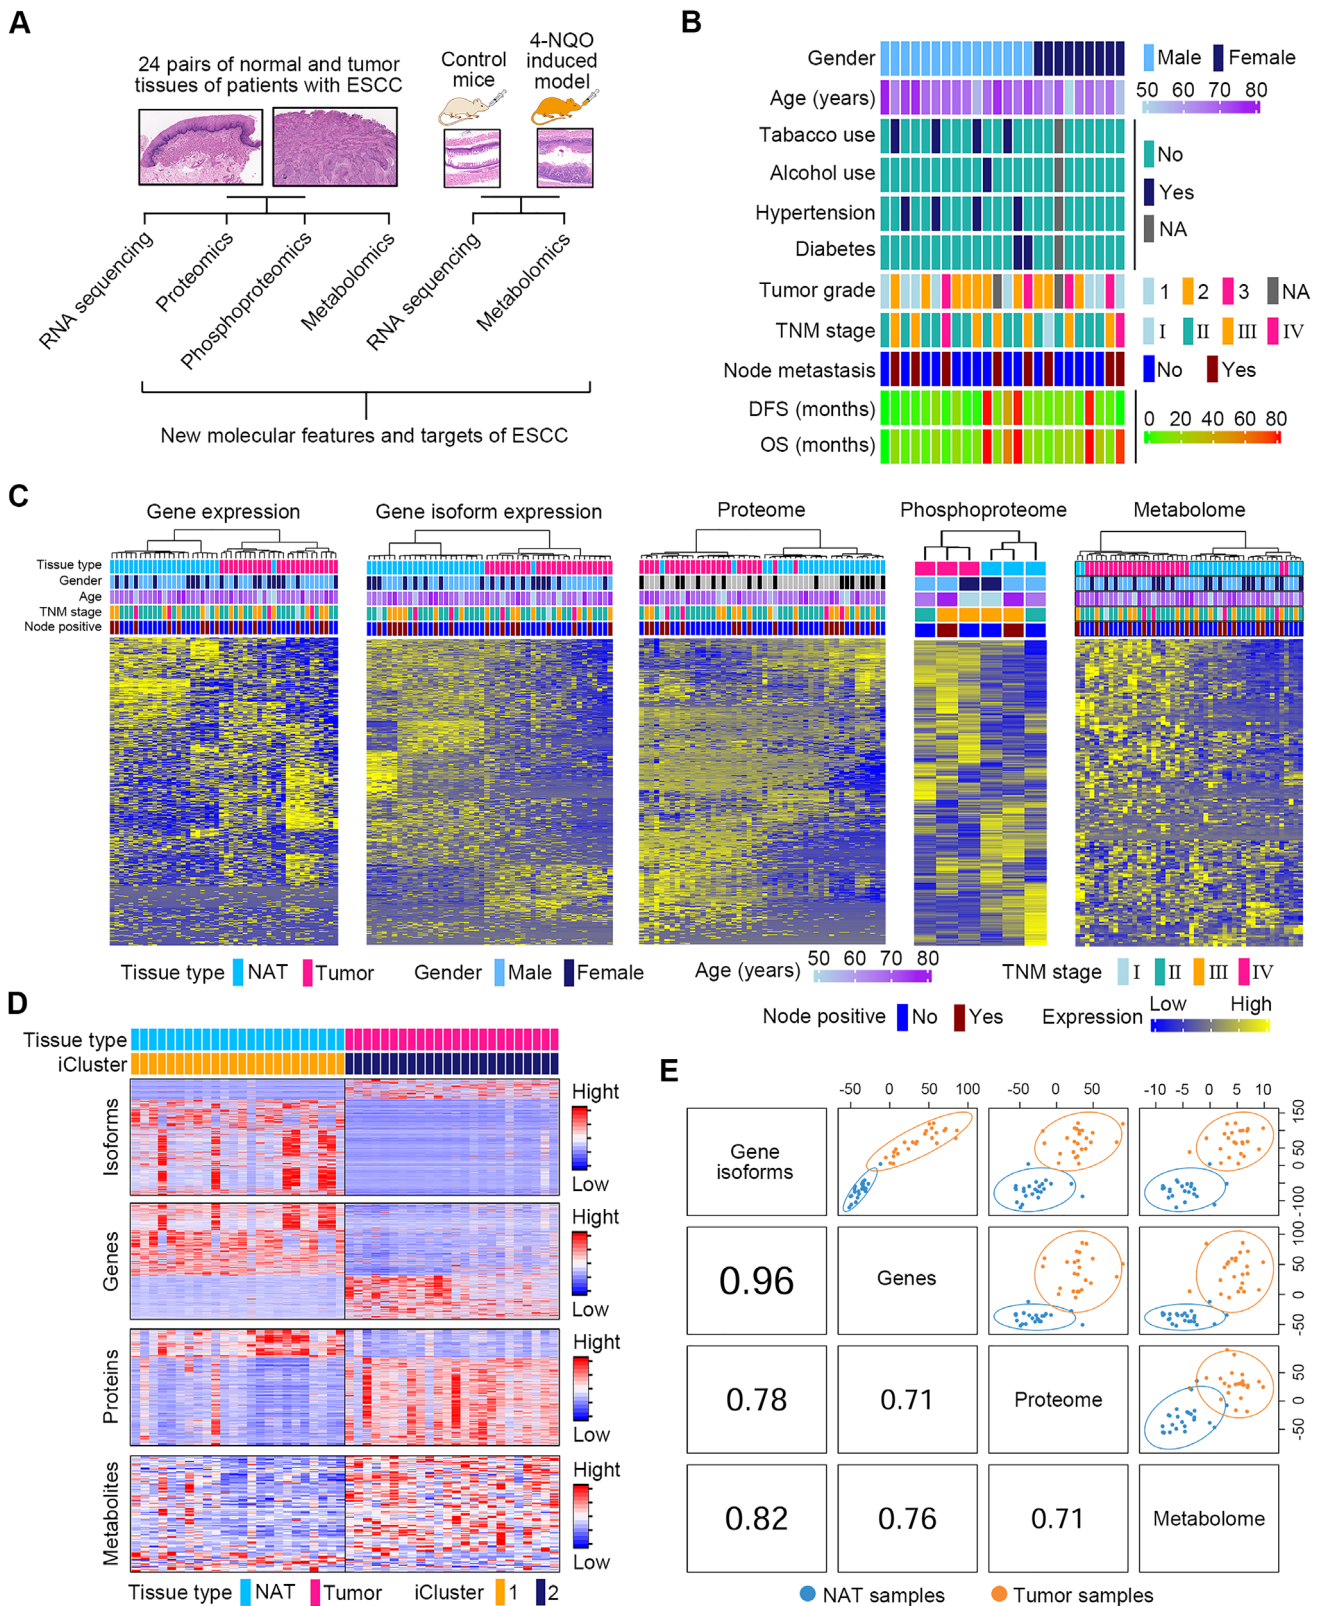 A
24 pairs of normal and tumor
tissues of patients with ESCC
Control
mice
4-NQO
induced
model
RNA sequencing
Proteomics
Phosphoproteomics
Metabolomics
RNA sequencing
Metabolomics
New molecular features and targets of ESCC
B
Gender
Male Female
Age (years)
50 60 70 80
Tabacco use
Alcohol use
Hypertension
Diabetes
No
Yes
NA
Tumor grade
1 2 3 NA
TNM stage
I II III IV
Node metastasis
No Yes
DFS (months)
OS (months)
0 20 40 60 80
C
Gene expression
Gene isoform expression
Proteome
Phosphoproteome
Metabolome
Tissue type
Gender
Age
TNM stage
Node positive
Tissue type NAT Tumor
Gender Male Female
Age (years) 50 60 70 80
TNM stage I II III IV
Node positive No Yes
Expression Low High
D
Tissue type
iCluster
Isoforms
Hight
Low
Genes
Hight
Low
Proteins
Hight
Low
Metabolites
Hight
Low
Tissue type NAT Tumor iCluster 1 2
E
-50 0 50 100
-50 0 50
-10 -5 0 5 10
Gene
isoforms
150
50
0
-100
0.96
Genes
100
50
0
-50
0.78
0.71
Proteome
50
0
-50
0.82
0.76
0.71
Metabolome
NAT samples Tumor samples